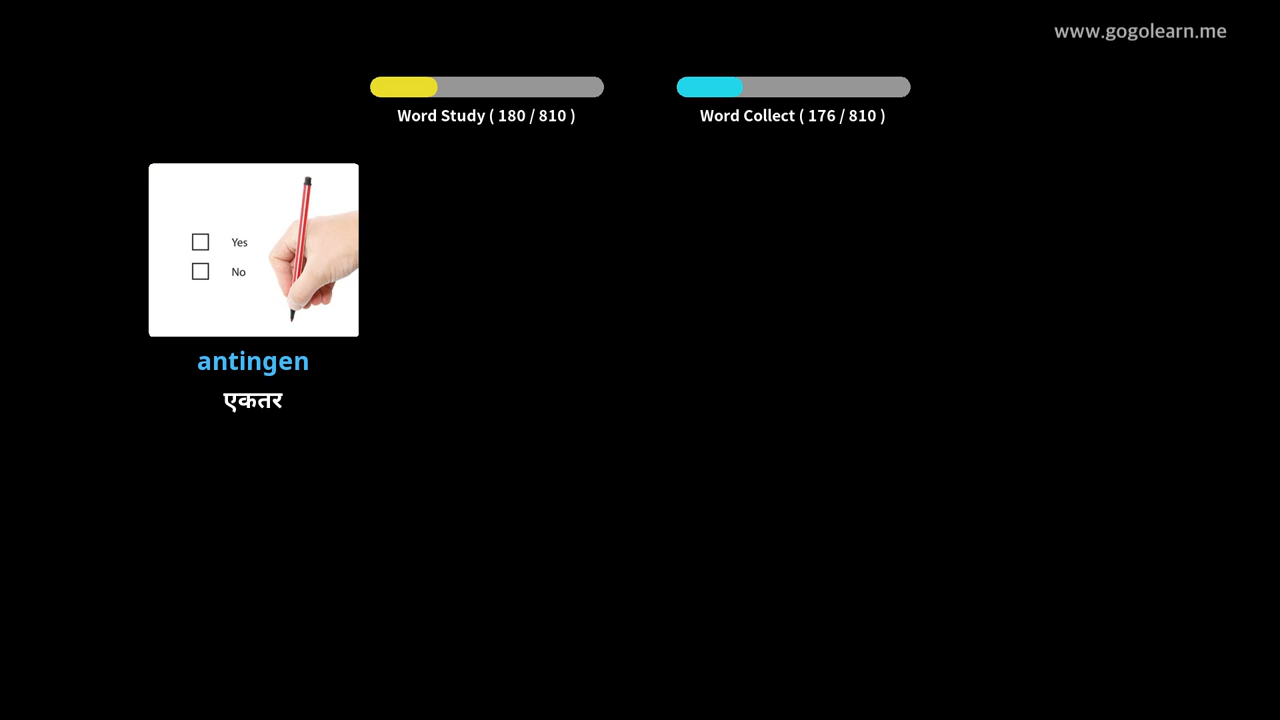 www.gogolearn.me
Word Study ( 180 / 810 )
Word Collect ( 176 / 810 )
Yes
No
antingen
एकतर